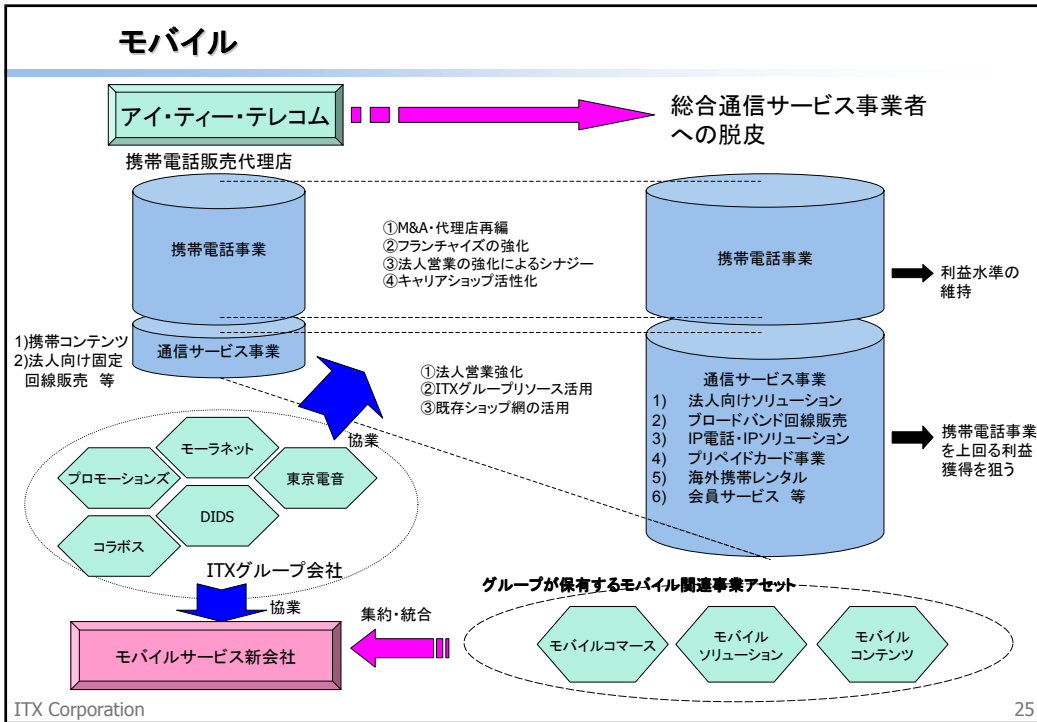 モバイル
アイ・ティー・テレコム
総合通信サービス事業者
への脱皮
携帯電話販売代理店
携帯電話事業
①M&A・代理店再編
②フランチャイズの強化
③法人営業の強化によるシナジー
④キャリアショップ活性化
携帯電話事業
利益水準の
維持
1)携帯コンテンツ
2)法人向け固定
回線販売 等
通信サービス事業
①法人営業強化
②ITXグループリソース活用
③既存ショップ網の活用
通信サービス事業
1) 法人向けソリューション
2) ブロードバンド回線販売
3) IP電話・IPソリューション
4) プリペイドカード事業
5) 海外携帯レンタル
6) 会員サービス 等
携帯電話事業
を上回る利益
獲得を狙う
協業
モーラネット
プロモーションズ
東京電音
DIDS
コラボス
ITXグループ会社
グループが保有するモバイル関連事業アセット
協業
集約・統合
モバイルサービス新会社
モバイルコマース
モバイル
ソリューション
モバイル
コンテンツ
ITX Corporation
25